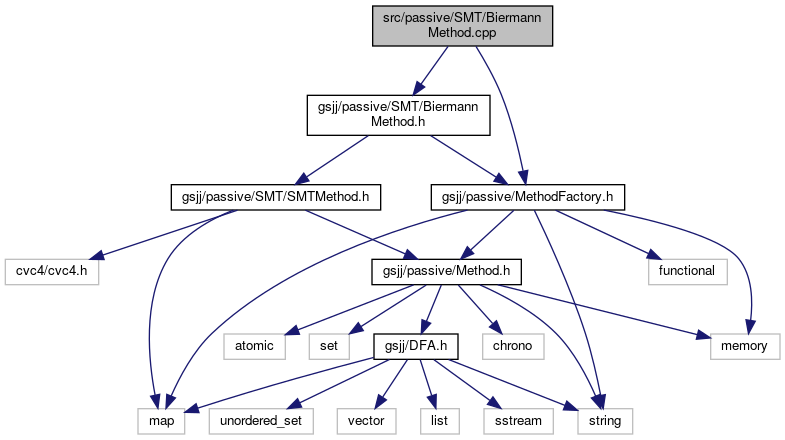 src/passive/SMT/Biermann
Method.cpp
gsjj/passive/SMT/Biermann
Method.h
gsjj/passive/SMT/SMTMethod.h
gsjj/passive/MethodFactory.h
cvc4/cvc4.h
gsjj/passive/Method.h
functional
atomic
set
gsjj/DFA.h
chrono
memory
map
unordered_set
vector
list
sstream
string